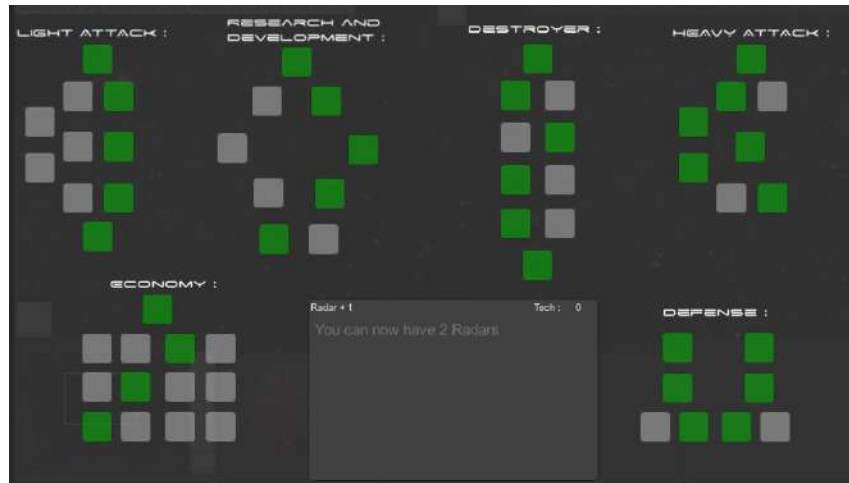 LIGHT ATTACK :
RESEARCH AND
DEVELOPMENT :
DESTROYER :
HEAVY ATTACK :
ECONOMY :
Radar + 1 Tech : 0
You can now have 2 Radars
DEFENSE :